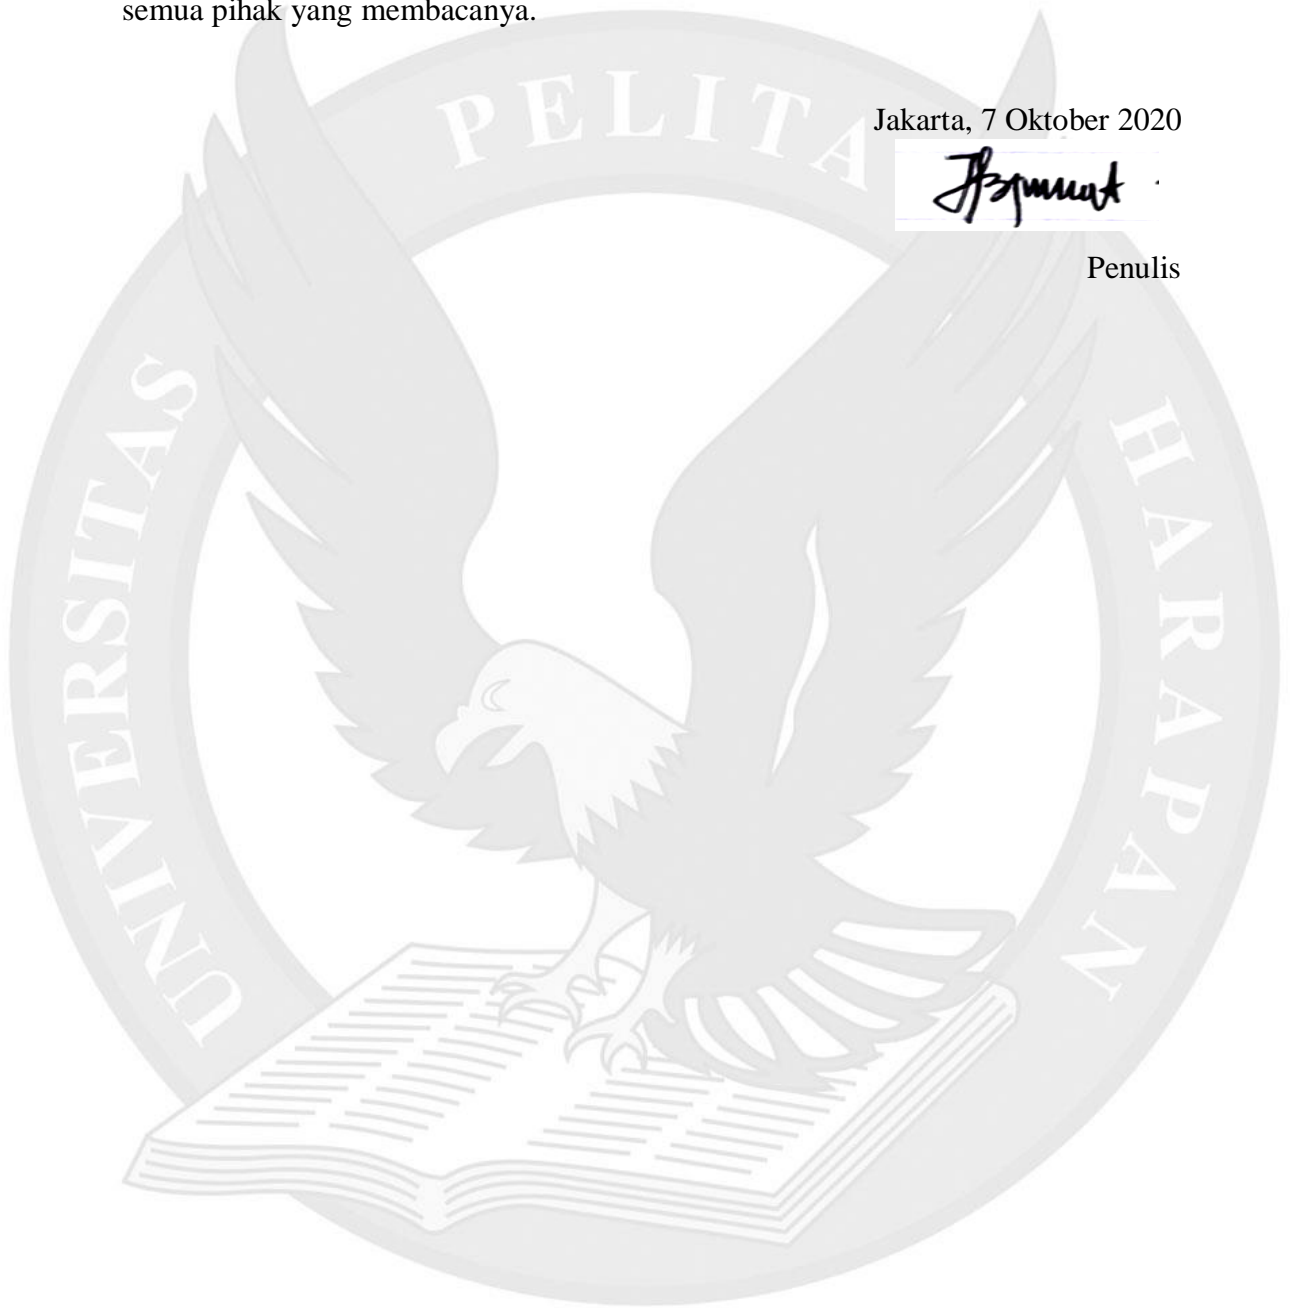 semua pihak yang membacanya.
Jakarta, 7 Oktober 2020
Penulis
UNIVERSITAS PELITA HARAPAN